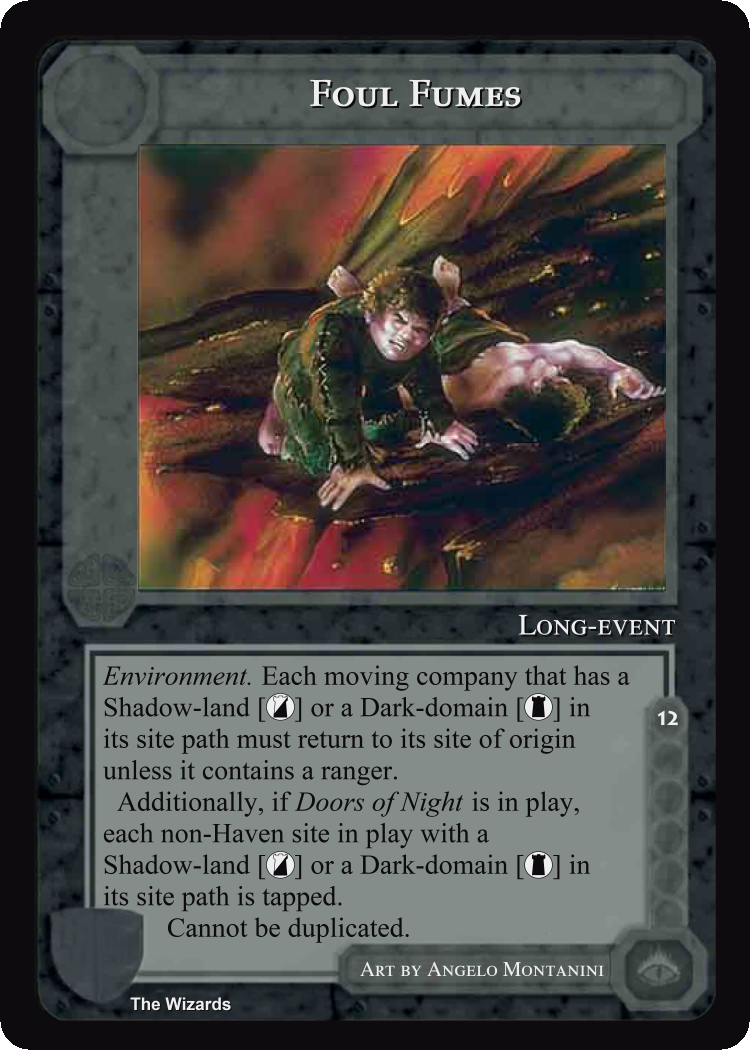 Foul Fumes
Long-event
Environment. Each moving company that has a
Shadow-land [] or a Dark-domain [] in
its site path must return to its site of origin
unless it contains a ranger.
Additionally, if Doors of Night is in play,
each non-Haven site in play with a
Shadow-land [] or a Dark-domain [] in
its site path is tapped.
Cannot be duplicated.
12
Art by Angelo Montanini
The Wizards